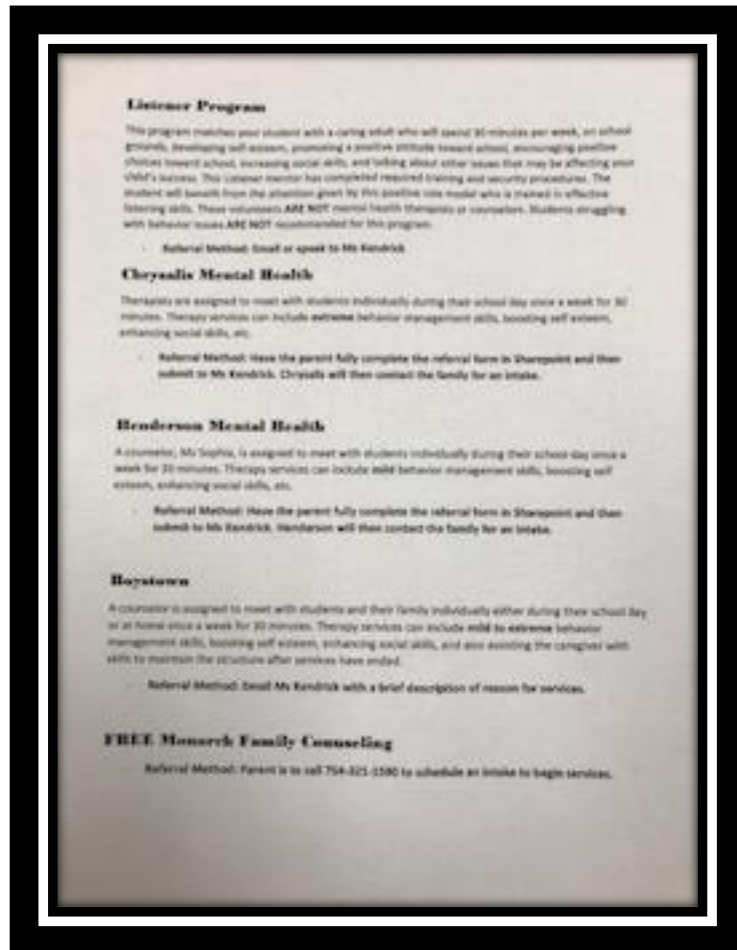 Listener Program
This program matches your student with a caring adult who will spend 30 minutes per week, on school
grounds, developing self esteem, promoting a positive attitude toward school, encouraging positive
choices toward school, increasing social skills, and talking about other issues that may be affecting your
child's success. This Listener mentor has completed required training and security procedures. The
student will benefit from the attention given by this positive role model who is trained in effective
listening skills. These volunteers ARE NOT mental health therapists or counselors. Students struggling
with behavior issues ARE NOT recommended for this program.
- Referral Method: Email or speak to Ms Kendrick
Chrysalis Mental Health
Therapists are assigned to meet with students individually during their school day once a week for 30
minutes. Therapy services can include extreme behavior management skills, boosting self esteem,
enhancing social skills, etc.
- Referral Method: Have the parent fully complete the referral form in Sharepoint and then
submit to Ms Kendrick. Chrysalis will then contact the family for an intake.
Henderson Mental Health
A counselor, Ms Sophia, is assigned to meet with students individually during their school day once a
week for 30 minutes. Therapy services can include mild behavior management skills, boosting self
esteem, enhancing social skills, etc.
- Referral Method: Have the parent fully complete the referral form in Sharepoint and then
submit to Ms Kendrick. Henderson will then contact the family for an intake.
Boystown
A counselor is assigned to meet with students and their family individually either during their school day
or at home once a week for 30 minutes. Therapy services can include mild to extreme behavior
management skills, boosting self esteem, enhancing social skills, and also assisting the caregiver with
skills to maintain the structure after services have ended.
- Referral Method: Email Ms Kendrick with a brief description of reason for services.
FREE Monarch Family Counseling
- Referral Method: Parent is to call 754-321-1590 to schedule an intake to begin services.